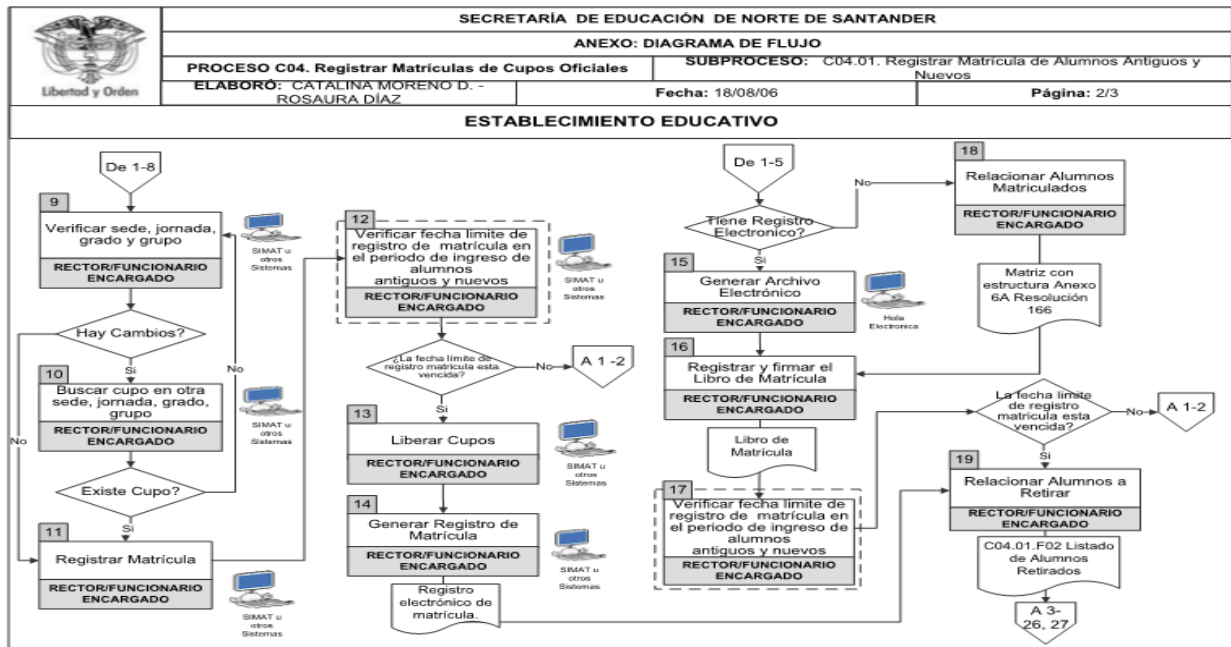 SECRETARÍA DE EDUCACIÓN DE NORTE DE SANTANDER
ANEXO: DIAGRAMA DE FLUJO
PROCESO C04. Registrar Matrículas de Cupos Oficiales
SUBPROCESO: C04.01. Registrar Matrícula de Alumnos Antiguos y
Nuevos
Libertad y Orden
ELABORÓ: CATALINA MORENO D. -
ROSAURA DÍAZ
Fecha: 18/08/06
Página: 2/3
ESTABLECIMIENTO EDUCATIVO
De 1-8
9
Verificar sede, jornada,
grado y grupo
RECTOR/FUNCIONARIO
ENCARGADO
SIMAT u
otros
Sistemas
Hay Cambios?
Si
No
No
10
Buscar cupo en otra
sede, jornada, grado,
grupo
RECTOR/FUNCIONARIO
ENCARGADO
SIMAT u
otros
Sistemas
Existe Cupo?
Si
11
Registrar Matrícula
RECTOR/FUNCIONARIO
ENCARGADO
SIMAT u
otros
Sistemas
12
Verificar fecha limite de
registro de matrícula en
el periodo de ingreso de
alumnos
antiguos y nuevos
RECTOR/FUNCIONARIO
ENCARGADO
SIMAT u
otros
Sistemas
¿La fecha límite de
registro matrícula esta
vencida?
No
A 1 -2
Si
13
Liberar Cupos
RECTOR/FUNCIONARIO
ENCARGADO
SIMAT u
otros
Sistemas
14
Generar Registro de
Matrícula
RECTOR/FUNCIONARIO
ENCARGADO
SIMAT u
otros
Sistemas
Registro
electrónico de
matrícula.
De 1-5
Tiene Registro
Electronico?
No
Si
15
Generar Archivo
Electrónico
RECTOR/FUNCIONARIO
ENCARGADO
Hola
Electronica
16
Registrar y firmar el
Libro de Matrícula
RECTOR/FUNCIONARIO
ENCARGADO
Libro de
Matrícula
17
Verificar fecha limite de
registro de matrícula en
el periodo de ingreso de
alumnos
antiguos y nuevos
RECTOR/FUNCIONARIO
ENCARGADO
18
Relacionar Alumnos
Matriculados
RECTOR/FUNCIONARIO
ENCARGADO
Matriz con
estructura Anexo
6A Resolución
166
La fecha límite
de registro
matrícula esta
vencida?
No
A 1-2
Si
19
Relacionar Alumnos a
Retirar
RECTOR/FUNCIONARIO
ENCARGADO
C04.01.F02 Listado
de Alumnos
Retirados
A 3-
26, 27